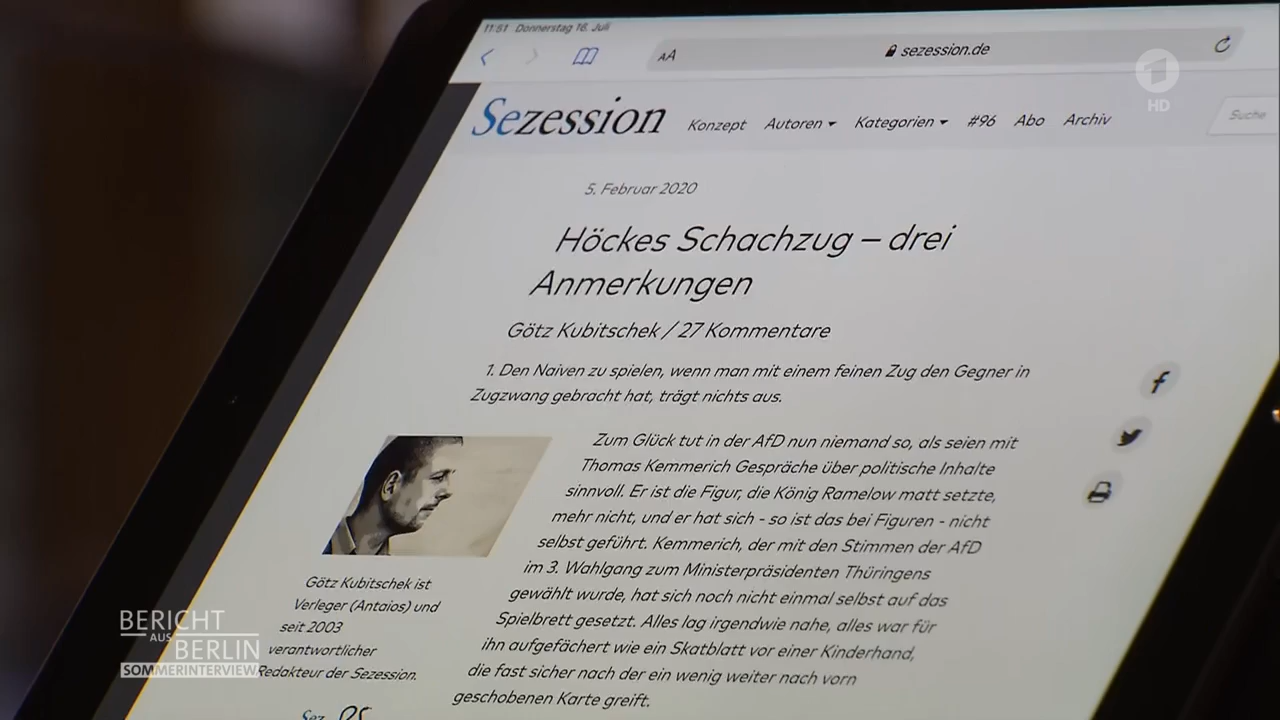 11:51 Donnerstag 16. Juli
AA
sezession.de
1
HD
Sezession
Konzept Autoren Kategorien #96 Abo Archiv
Suche
5. Februar 2020
Höckes Schachzug – drei
Anmerkungen
Götz Kubitschek / 27 Kommentare
1. Den Naiven zu spielen, wenn man mit einem feinen Zug den Gegner in
Zugzwang gebracht hat, trägt nichts aus.
Zum Glück tut in der AfD nun niemand so, als seien mit
Thomas Kemmerich Gespräche über politische Inhalte
sinnvoll. Er ist die Figur, die König Ramelow matt setzte,
mehr nicht, und er hat sich - so ist das bei Figuren - nicht
selbst geführt. Kemmerich, der mit den Stimmen der AfD
im 3. Wahlgang zum Ministerpräsidenten Thüringens
gewählt wurde, hat sich noch nicht einmal selbst auf das
Spielbrett gesetzt. Alles lag irgendwie nahe, alles war für
ihn aufgefächert wie ein Skatblatt vor einer Kinderhand,
die fast sicher nach der ein wenig weiter nach vorn
geschobenen Karte greift.
Götz Kubitschek ist
Verleger (Antaios) und
seit 2003
verantwortlicher
Redakteur der Sezession.
BERICHT
AUS
BERLIN
SOMMERINTERVIEW